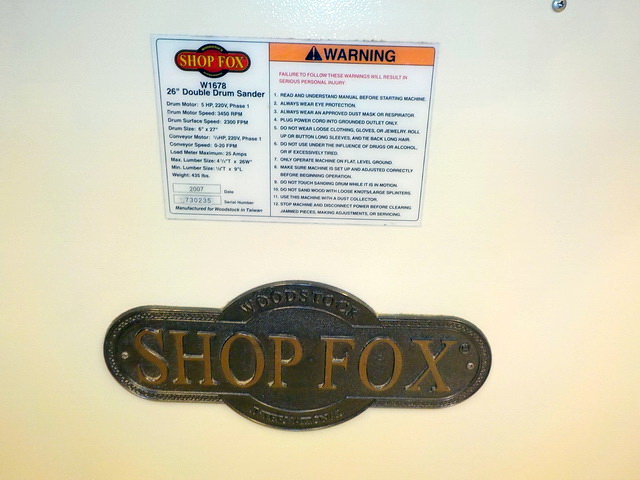 SHOP FOX
W1678
26" Double Drum Sander
Drum Motor: 5 HP, 220V, Phase 1
Drum Motor Speed: 3450 RPM
Drum Surface Speed: 2300 FPM
Drum Size: 6" x 27"
Conveyor Motor: HP, 220V, Phase 1
Conveyor Speed: 0-20 FPM
Load Meter Maximum: 25 Amps
Max. Lumber Size: 4 1/2"T x 26"W
Min. Lumber Size: "T x 9"L
Weight: 435 lbs.
2007 Date
730235 Serial Number
Manufactured for Woodstock in Taiwan
WARNING
FAILURE TO FOLLOW THESE WARNINGS WILL RESULT IN
SERIOUS PERSONAL INJURY
1. READ AND UNDERSTAND MANUAL BEFORE STARTING MACHINE.
2. ALWAYS WEAR EYE PROTECTION.
3. ALWAYS WEAR AN APPROVED DUST MASK OR RESPIRATOR.
4. PLUG POWER CORD INTO GROUNDED OUTLET ONLY.
5. DO NOT WEAR LOOSE CLOTHING, GLOVES, OR JEWELRY. ROLL
UP OR BUTTON LONG SLEEVES, AND TIE BACK LONG HAIR.
6. DO NOT USE UNDER THE INFLUENCE OF DRUGS OR ALCOHOL,
OR IF EXCESSIVELY TIRED.
7. ONLY OPERATE MACHINE ON FLAT, LEVEL GROUND.
8. MAKE SURE MACHINE IS SET UP AND ADJUSTED CORRECTLY
BEFORE BEGINNING OPERATION.
9. DO NOT TOUCH SANDING DRUM WHILE IT IS IN MOTION.
10. DO NOT SAND WOOD WITH LOOSE KNOTS/LARGE SPLINTERS.
11. USE THIS MACHINE WITH A DUST COLLECTOR.
12. STOP MACHINE AND DISCONNECT POWER BEFORE CLEARING
JAMMED PIECES, MAKING ADJUSTMENTS, OR SERVICING.
WOODSTOCK
SHOP FOX
INTERNATIONAL